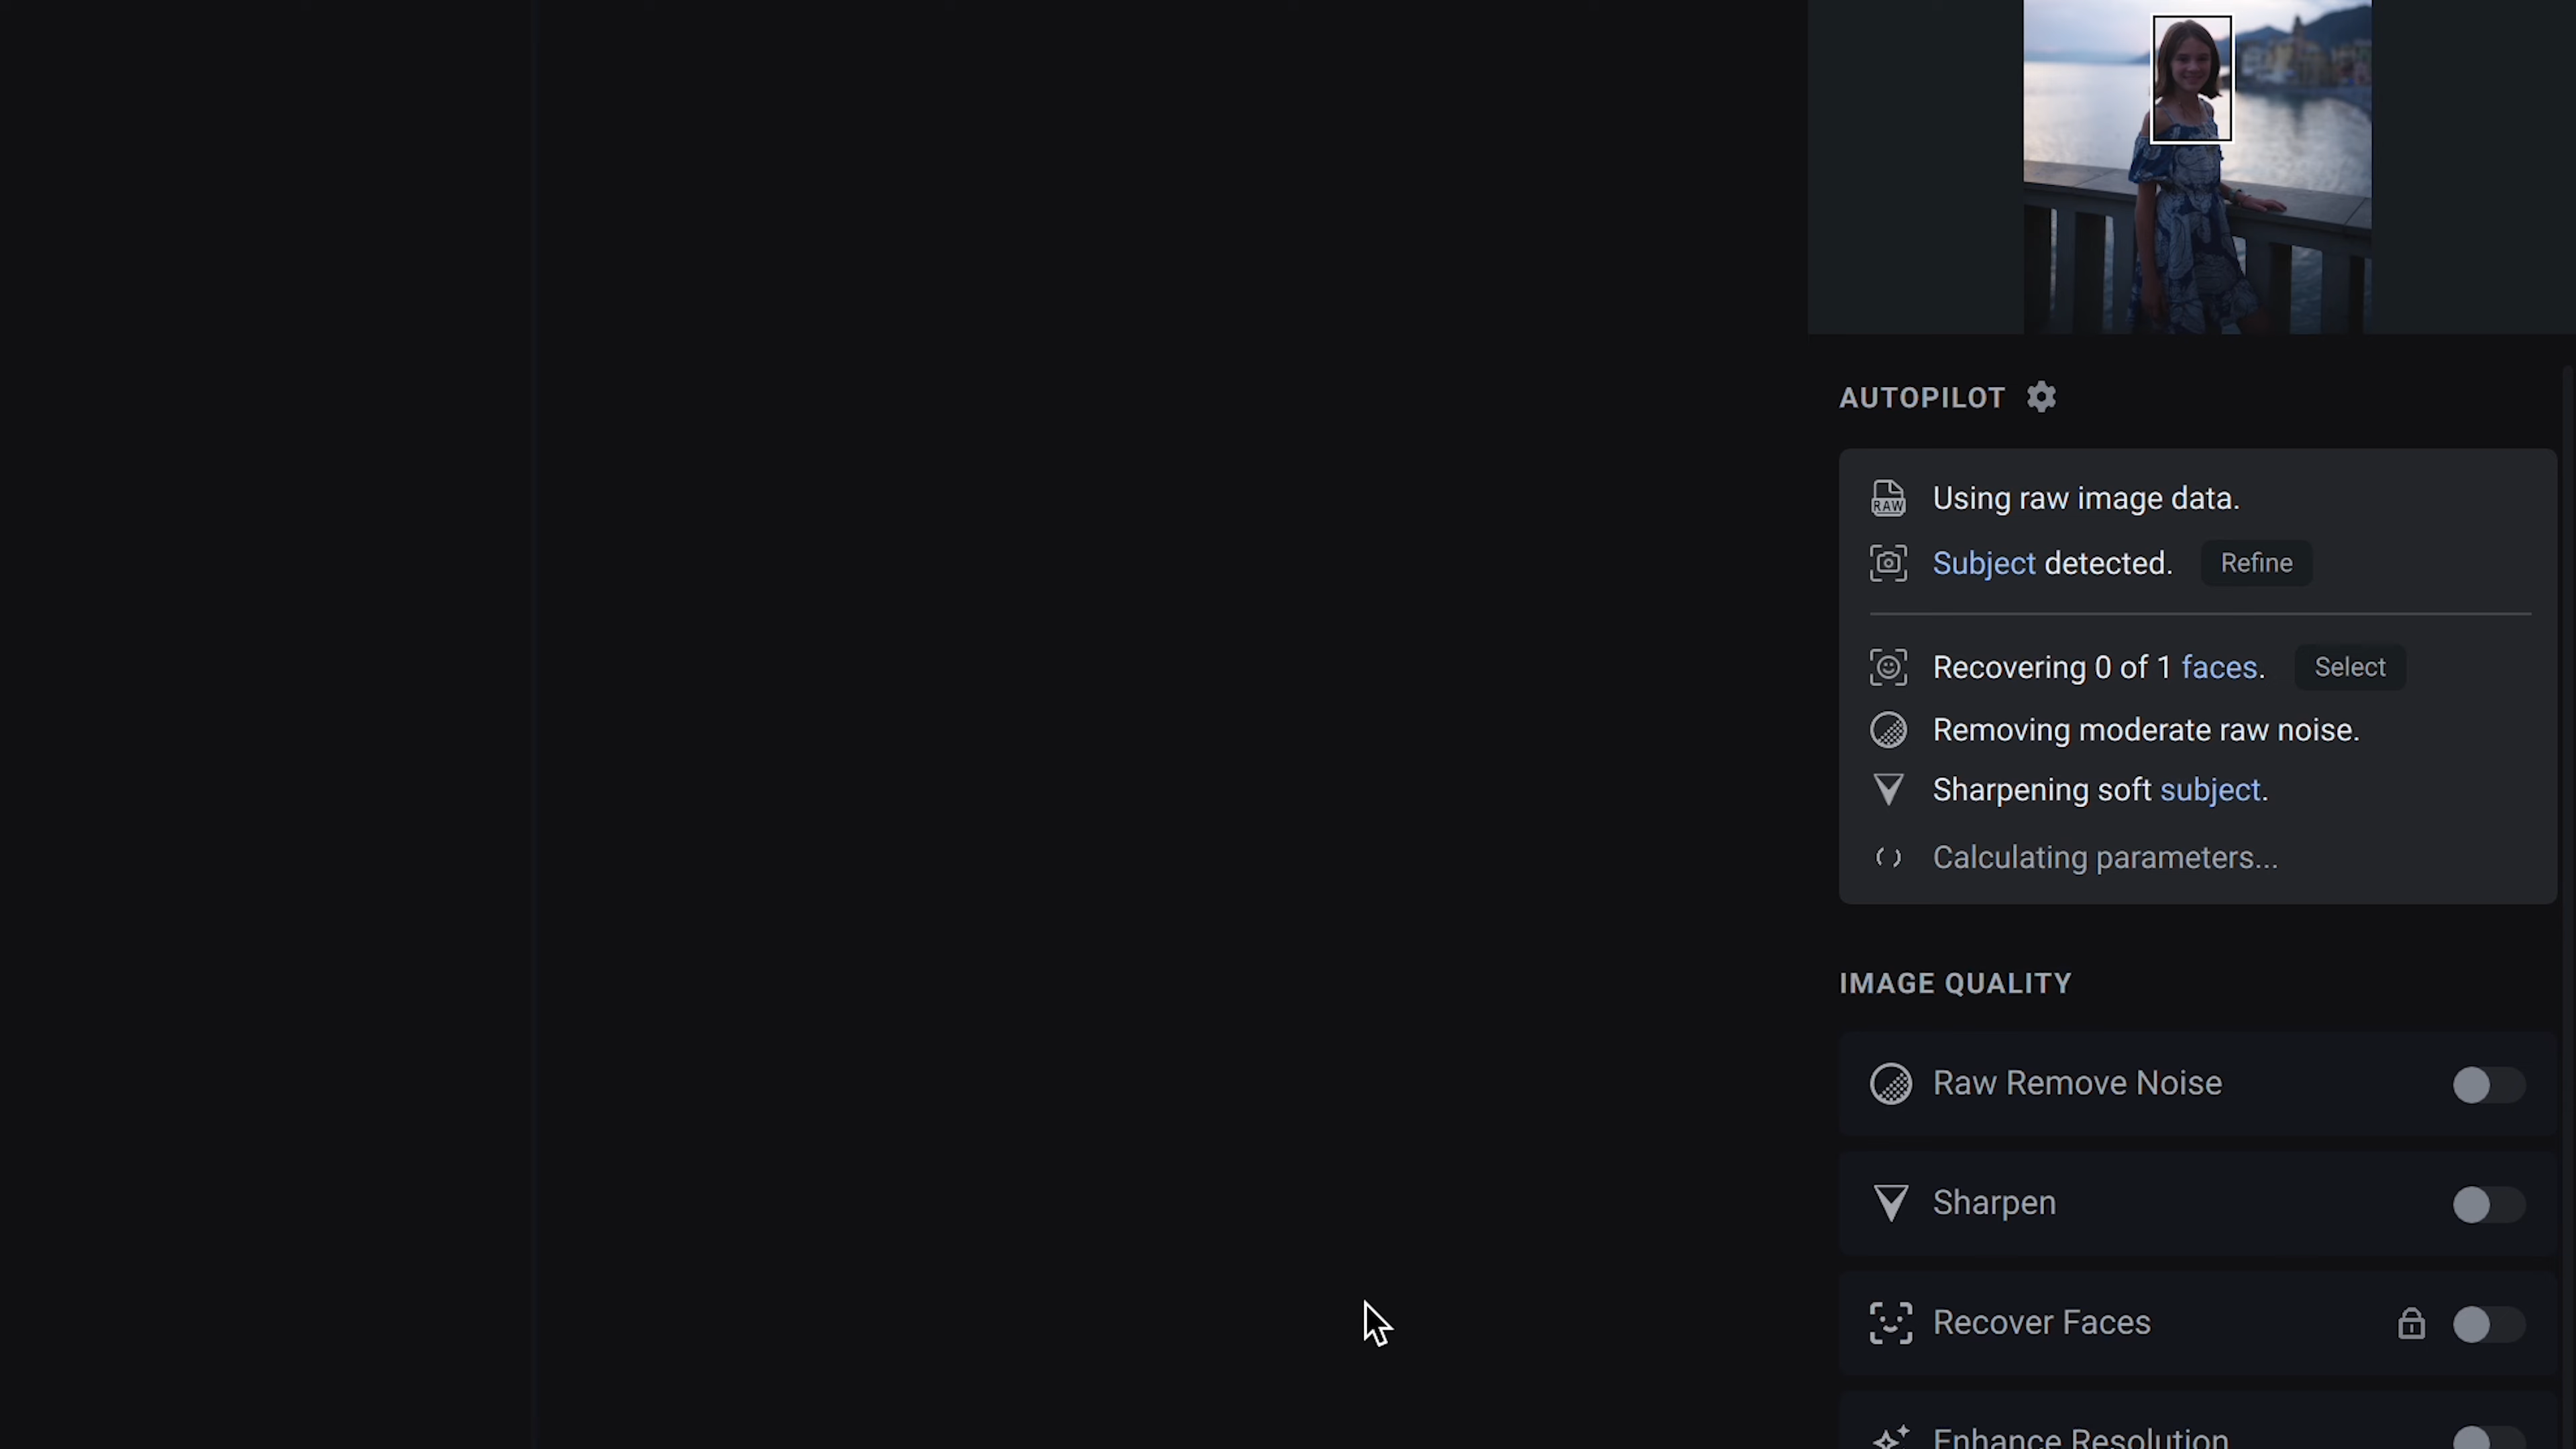 AUTOPILOT
RAW
Using raw image data.
Subject detected. Refine
Recovering 0 of 1 faces. Select
Removing moderate raw noise.
Sharpening soft subject.
Calculating parameters...
IMAGE QUALITY
Raw Remove Noise
Sharpen
Recover Faces
Enhance Resolution